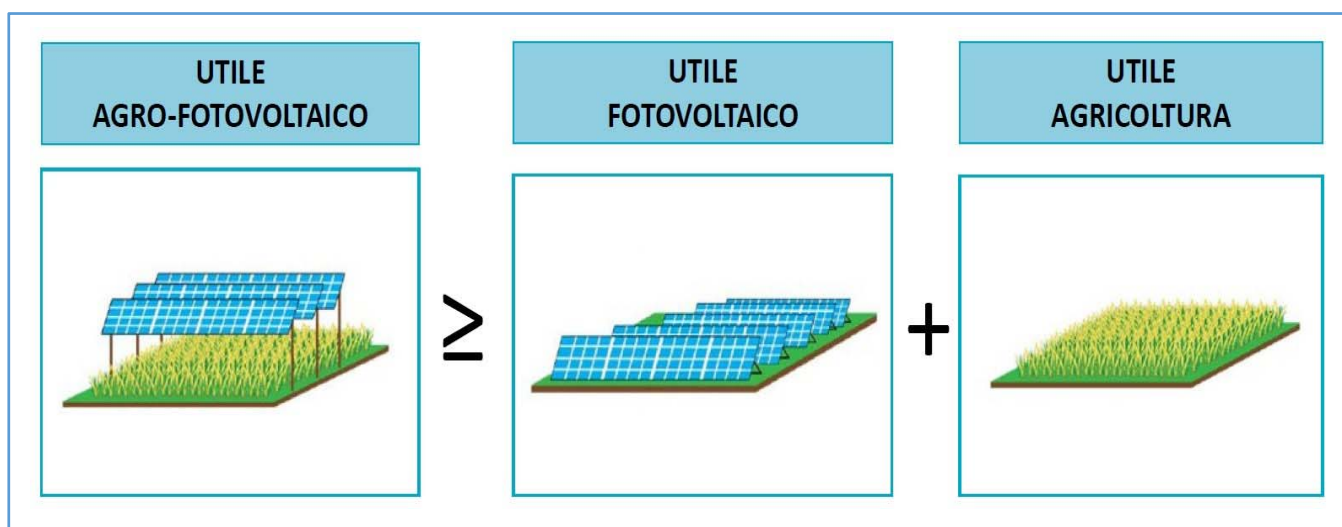 UTILE
AGRO-FOTOVOLTAICO
UTILE
FOTOVOLTAICO
UTILE
AGRICOLTURA
≥
+